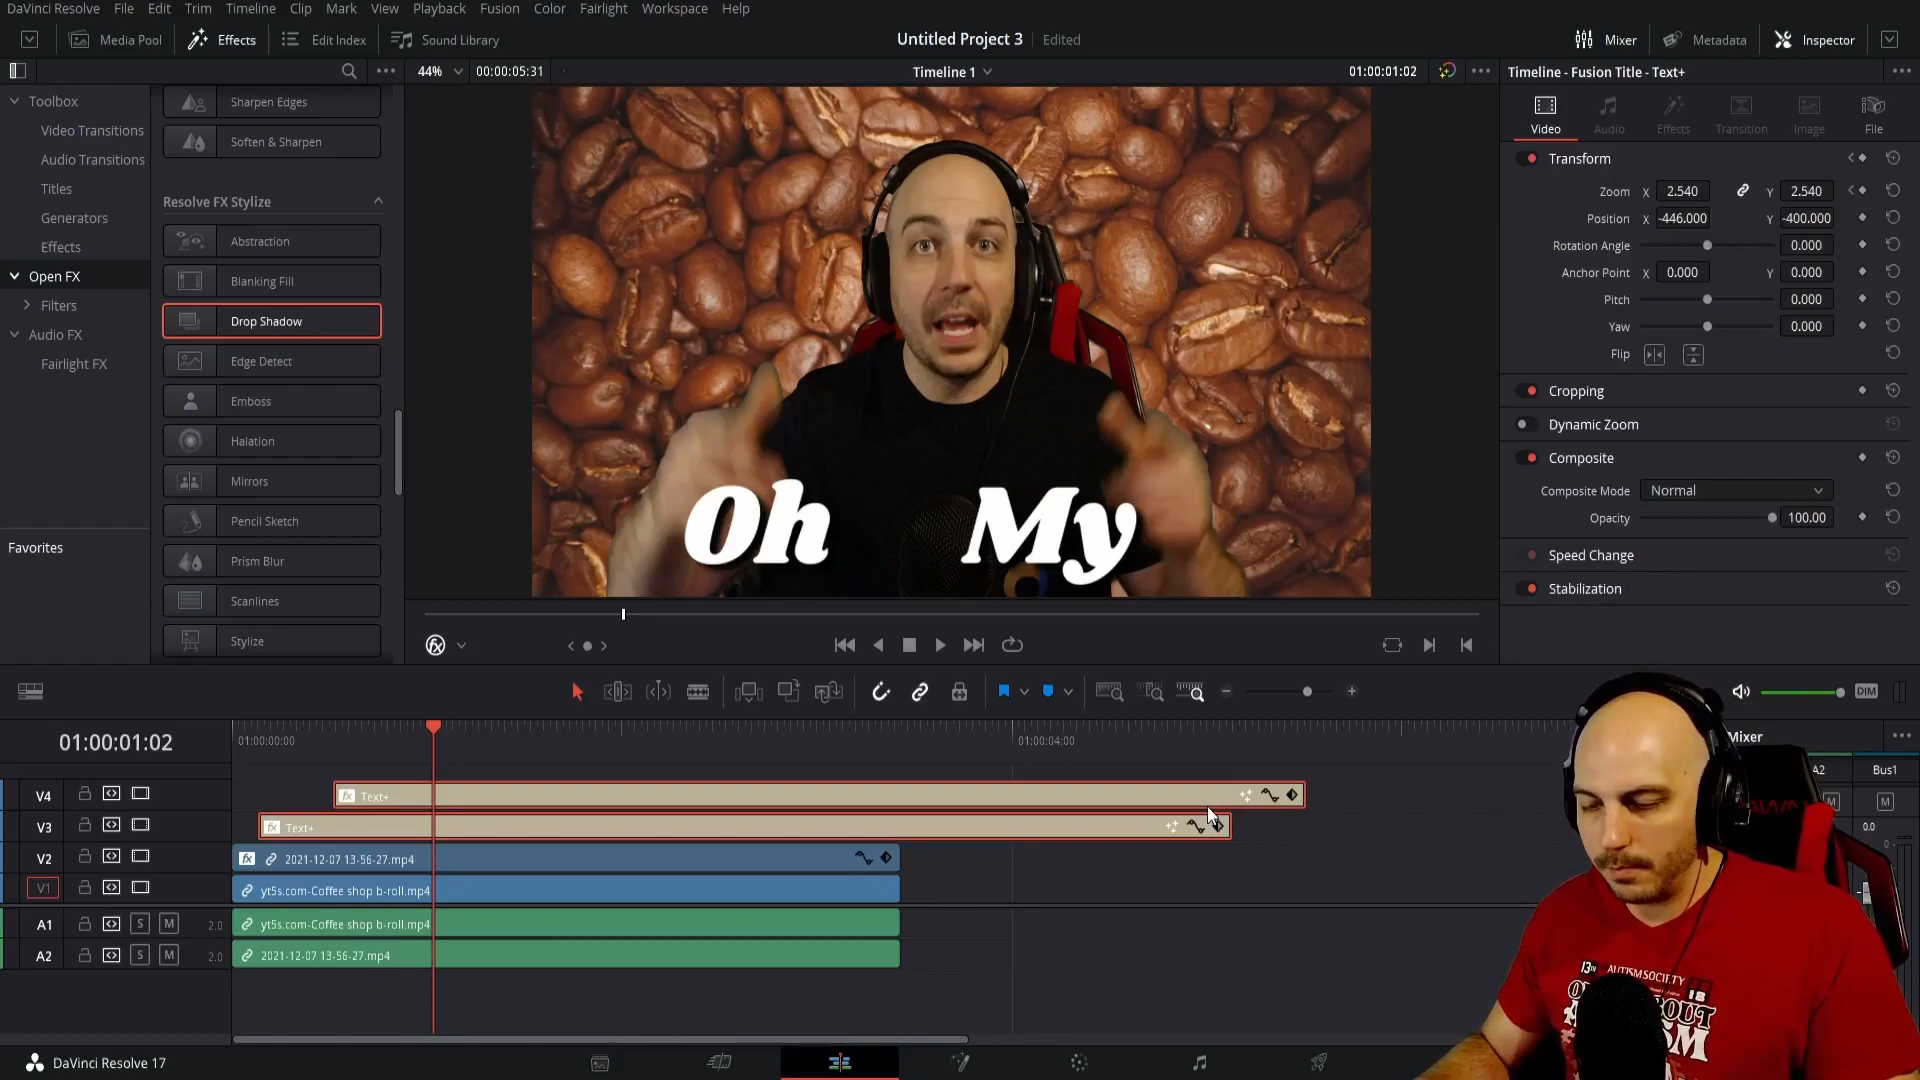 DaVinci Resolve File Edit Trim Timeline Clip Mark View Playback Fusion Color Fairlight Workspace Help
Media Pool Effects Edit Index Sound Library Untitled Project 3 Edited Mixer Metadata Inspector
44% 00:00:05:31 Timeline 1 01:00:01:02 Timeline - Fusion Title - Text+
Toolbox
Video Transitions
Audio Transitions
Titles
Generators
Effects
Open FX
Filters
Audio FX
Fairlight FX
Favorites
Sharpen Edges
Soften & Sharpen
Resolve FX Stylize
Abstraction
Blanking Fill
Drop Shadow
Edge Detect
Emboss
Halation
Mirrors
Pencil Sketch
Prism Blur
Scanlines
Stylize
Oh My
Video Audio Effects Transition Image File
Transform
Zoom X 2.540 Y 2.540
Position X -446.000 Y -400.000
Rotation Angle 0.000
Anchor Point X 0.000 Y 0.000
Pitch 0.000
Yaw 0.000
Flip
Cropping
Dynamic Zoom
Composite
Composite Mode Normal
Opacity 100.00
Speed Change
Stabilization
DIM
01:00:01:02 01:00:00:00 01:00:04:00 Mixer
A2 Bus1
V4 Text+
M M
V3 Text+
0.0
V2 fx 2021-12-07 13-56-27.mp4
V1 yt5s.com-Coffee shop b-roll.mp4
A1 S M 2.0 yt5s.com-Coffee shop b-roll.mp4
A2 S M 2.0 2021-12-07 13-56-27.mp4
13TH AUTISM SOCIETY
18
DaVinci Resolve 17